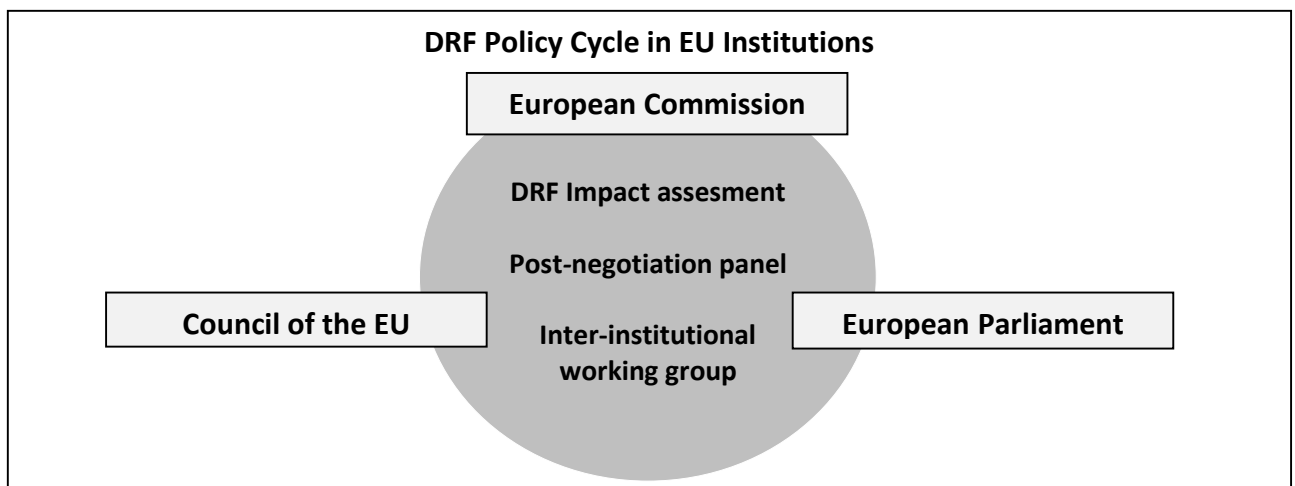 DRF Policy Cycle in EU Institutions
European Commission
DRF Impact assesment
Post-negotiation panel
Council of the EU
European Parliament
Inter-institutional
working group